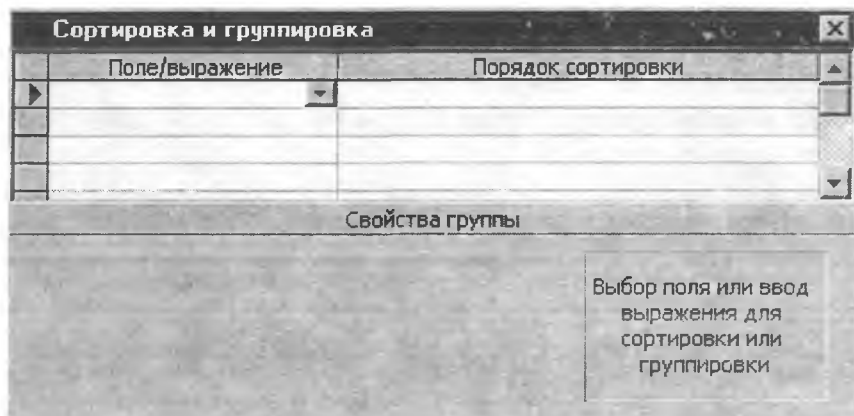 Сортировка и группировка
Поле/выражение Порядок сортировки
Свойства группы
Выбор поля или ввод
выражения для
сортировки или
группировки